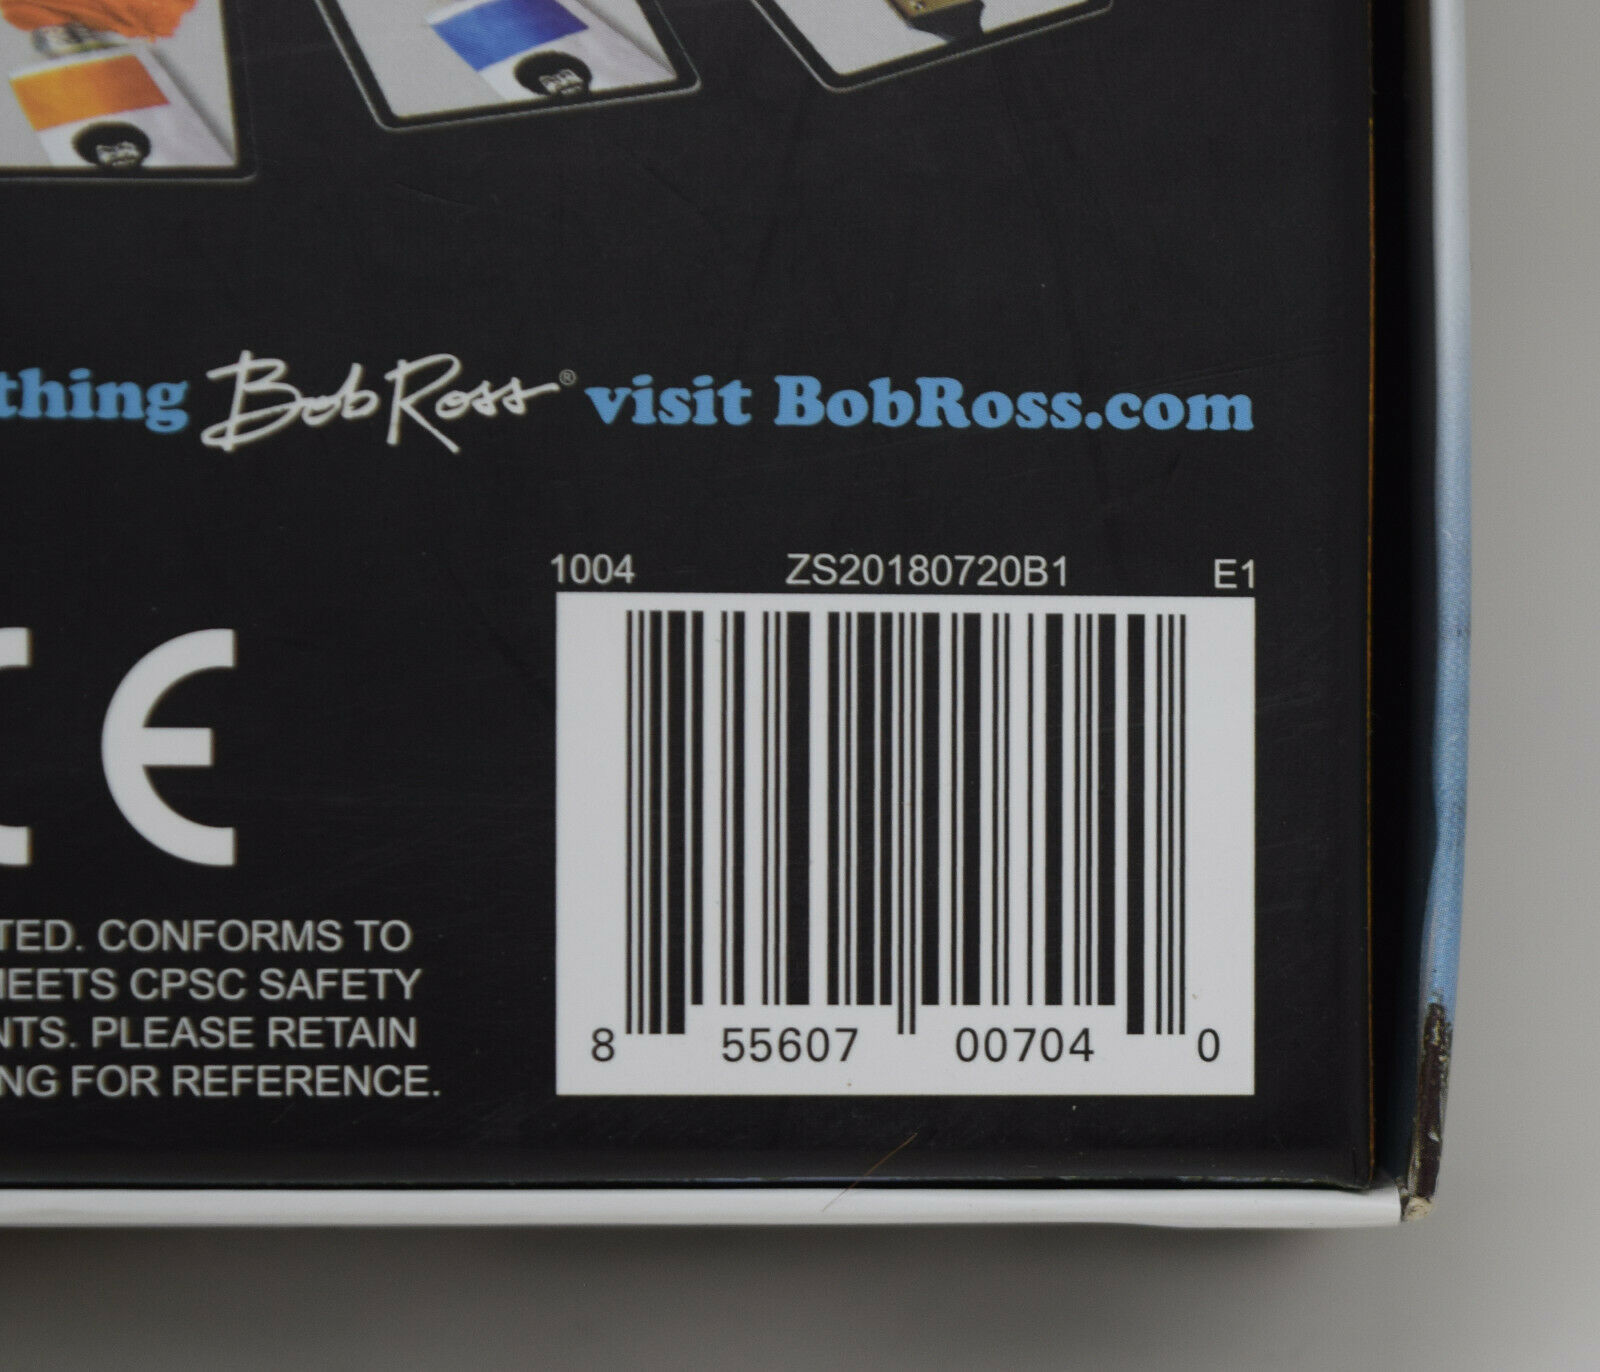 thing Bob Ross® visit BobRoss.com
1004 ZS20180720B1 E1
CE
8 55607 00704 0
TED. CONFORMS TO
MEETS CPSC SAFETY
NTS. PLEASE RETAIN
NG FOR REFERENCE.